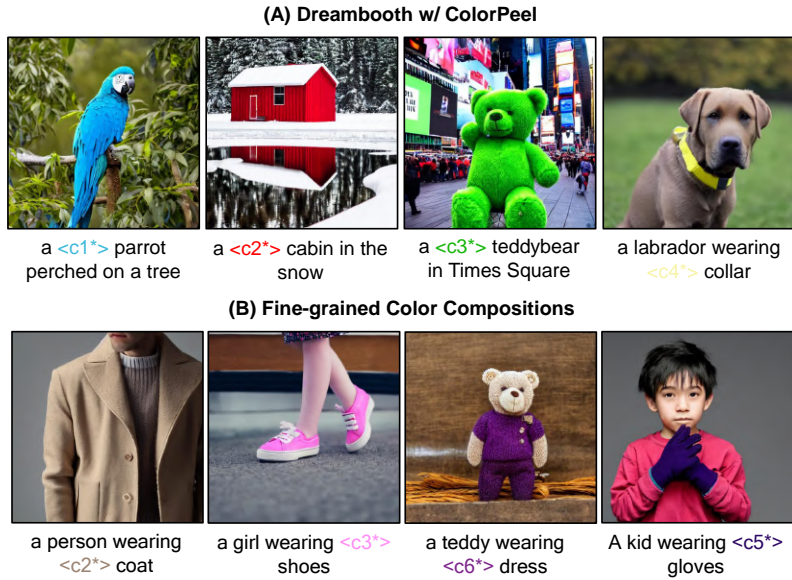 (A) Dreambooth w/ ColorPeel
a <c1*> parrot
perched on a tree
a <c2*> cabin in the
snow
a <c3*> teddybear
in Times Square
a labrador wearing
<c4*> collar
(B) Fine-grained Color Compositions
a person wearing
<c2*> coat
a girl wearing <c3*>
shoes
a teddy wearing
<c6*> dress
A kid wearing <c5*>
gloves